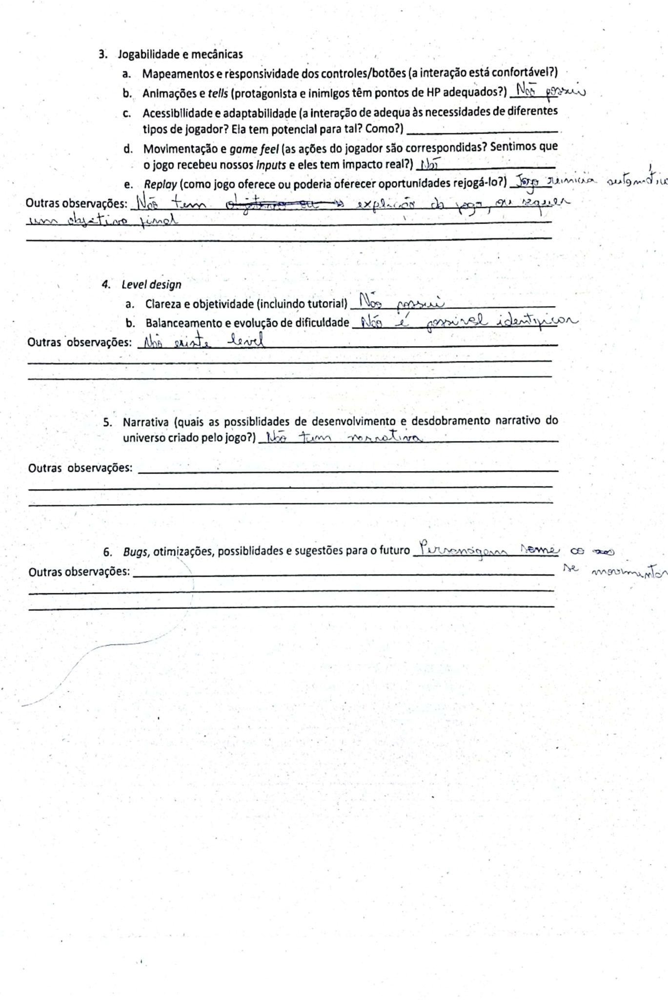 3. Jogabilidade e mecânicas
a. Mapeamentos e responsividade dos controles/botões (a interação está confortável?)
b. Animações e tells (protagonista e inimigos têm pontos de HP adequados?) Não possui
c. Acessibilidade e adaptabilidade (a interação de adequa às necessidades de diferentes
tipos de jogador? Ela tem potencial para tal? Como?)
d. Movimentação e game feel (as ações do jogador são correspondidas? Sentimos que
o jogo recebeu nossos inputs e eles tem impacto real?) Não
e. Replay (como jogo oferece ou poderia oferecer oportunidades rejogá-lo?) Jogo reinicia
Outras observações: Não tem explicão do jogo, ou sequer
um objetivo final
4. Level design
a. Clareza e objetividade (incluindo tutorial) Não possui
b. Balanceamento e evolução de dificuldade Não é possivel identificar
Outras observações: Não existe level
5. Narrativa (quais as possiblidades de desenvolvimento e desdobramento narrativo do
universo criado pelo jogo?) Não tem narrativa
Outras observações:
6. Bugs, otimizações, possiblidades e sugestões para o futuro Personagem some ao
se movimentar
Outras observações: